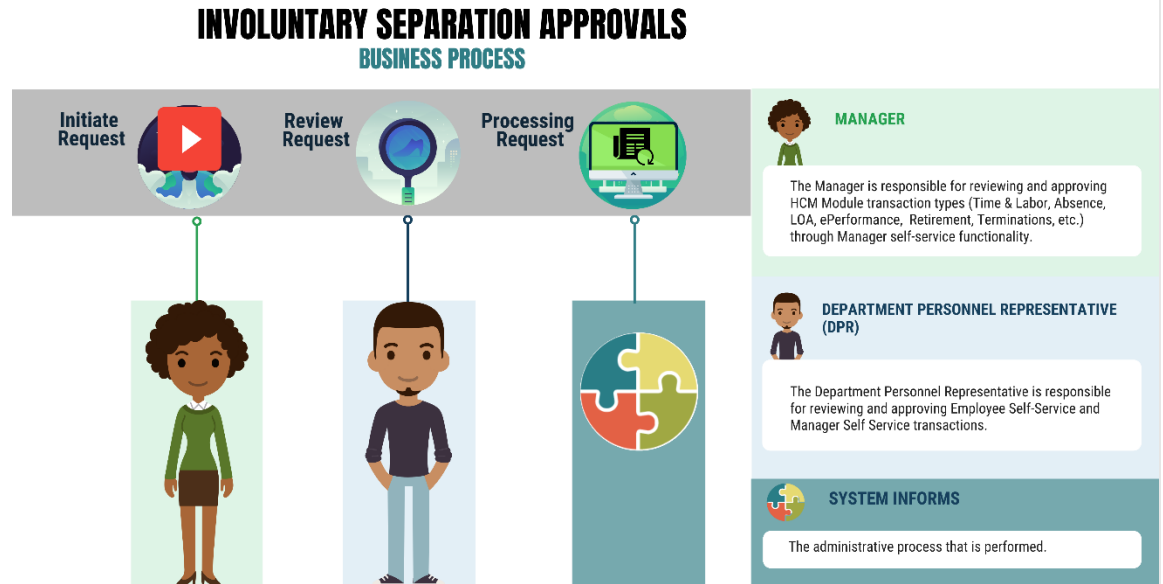 INVOLUNTARY SEPARATION APPROVALS
BUSINESS PROCESS
Initiate
Request
Review
Request
Processing
Request
MANAGER
The Manager is responsible for reviewing and approving
HCM Module transaction types (Time & Labor, Absence,
LOA, ePerformance, Retirement, Terminations, etc.)
through Manager self-service functionality.
DEPARTMENT PERSONNEL REPRESENTATIVE
(DPR)
The Department Personnel Representative is responsible
for reviewing and approving Employee Self-Service and
Manager Self Service transactions.
SYSTEM INFORMS
The administrative process that is performed.